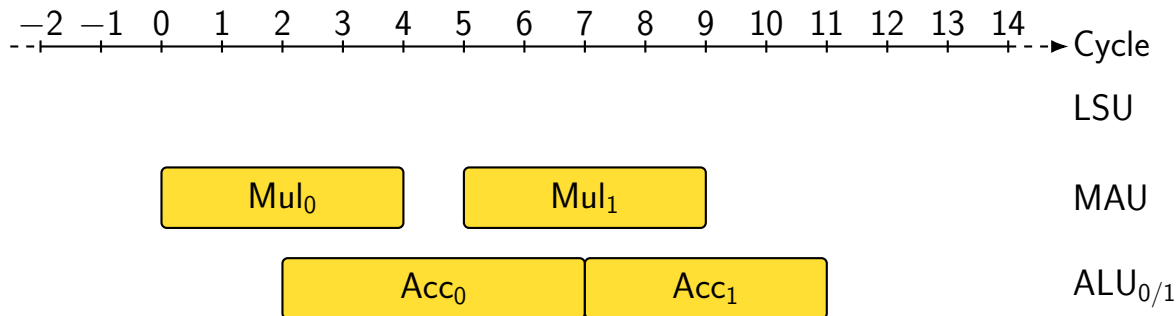 −2 −1 0 1 2 3 4 5 6 7 8 9 10 11 12 13 14
Cycle
LSU
Mul₀ Mul₁ MAU
Acc₀ Acc₁ ALU₀/₁